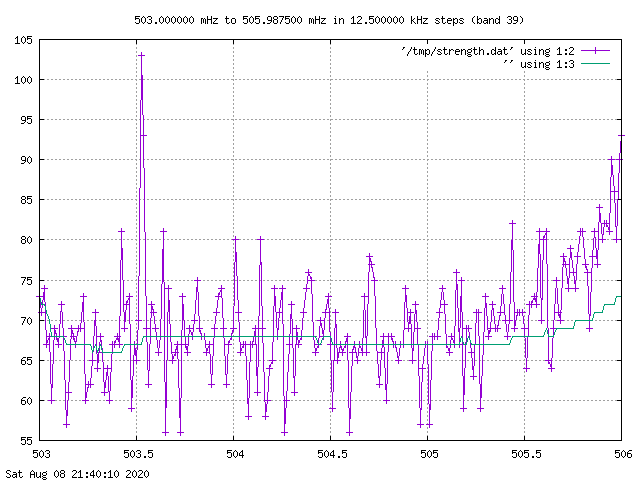 503.000000 mHz to 505.987500 mHz in 12.500000 kHz steps (band 39)
'/tmp/strength.dat' using 1:2
'' using 1:3
110
105
100
95
90
85
80
75
70
65
60
55
503 503.5 504 504.5 505 505.5 506
Sat Aug 08 21:40:10 2020